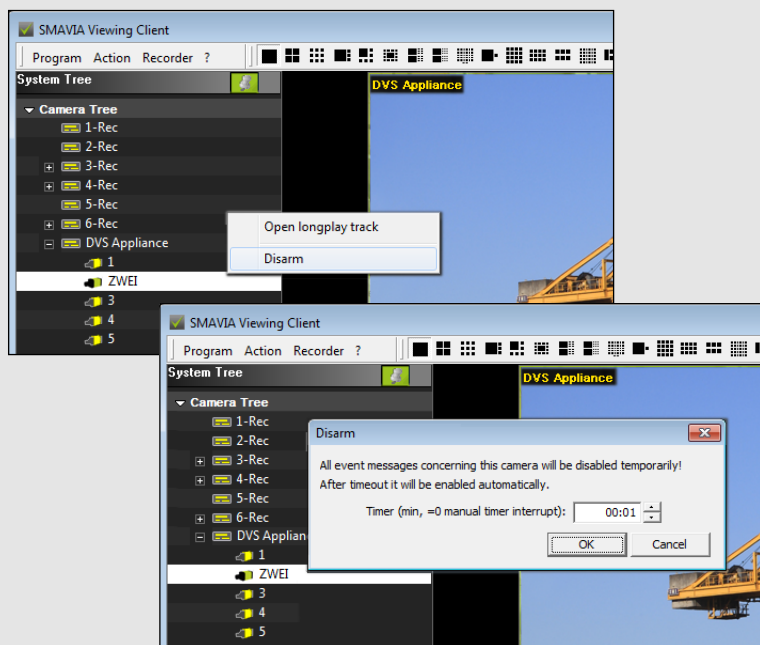 SMAVIA Viewing Client
Program Action Recorder ?
System Tree
DVS Appliance
Camera Tree
1-Rec
2-Rec
3-Rec
4-Rec
5-Rec
6-Rec
DVS Appliance
1
ZWEI
3
4
5
Open longplay track
Disarm
SMAVIA Viewing Client
Program Action Recorder ?
System Tree
DVS Appliance
Camera Tree
1-Rec
2-Rec
3-Rec
4-Rec
5-Rec
6-Rec
DVS Applian
1
ZWEI
3
4
5
Disarm
All event messages concerning this camera will be disabled temporarily!
After timeout it will be enabled automatically.
Timer (min, =0 manual timer interrupt): 00:01
OK Cancel